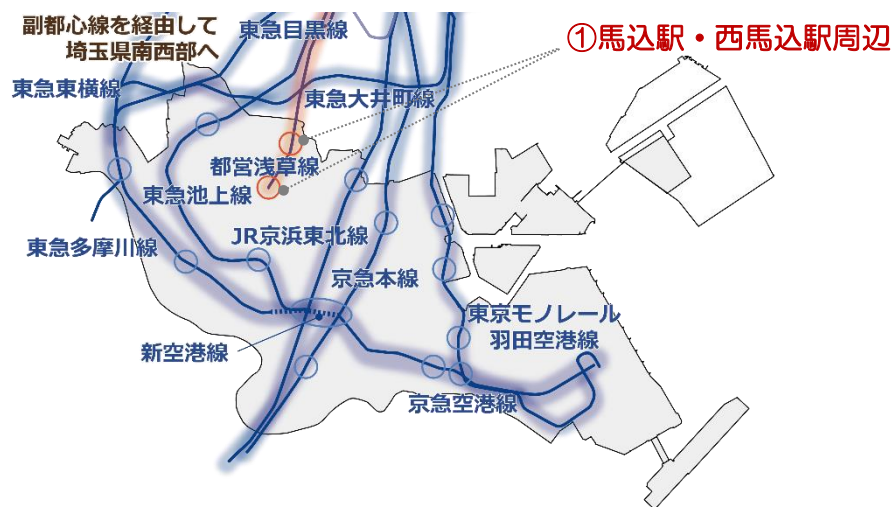 副都心線を経由して
埼玉県南西部へ
東急目黒線
①馬込駅・西馬込駅周辺
東急東横線
東急大井町線
都営浅草線
東急池上線
JR京浜東北線
東急多摩川線
京急本線
東京モノレール
羽田空港線
新空港線
京急空港線